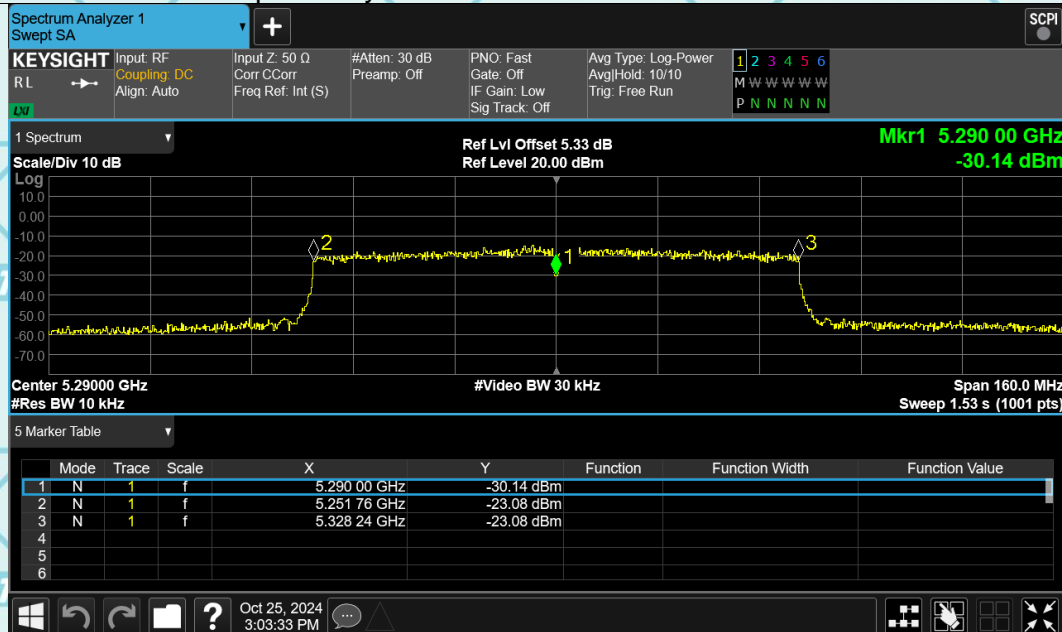 Spectrum Analyzer 1
Swept SA
SCPI
KEYSIGHT
RL
LXI
Input: RF
Coupling: DC
Align: Auto
Input Z: 50 Ω
Corr CCorr
Freq Ref: Int (S)
#Atten: 30 dB
Preamp: Off
PNO: Fast
Gate: Off
IF Gain: Low
Sig Track: Off
Avg Type: Log-Power
Avg|Hold: 10/10
Trig: Free Run
1 2 3 4 5 6
M W W W W W
P N N N N N
1 Spectrum
Scale/Div 10 dB
Ref Lvl Offset 5.33 dB
Ref Level 20.00 dBm
Mkr1 5.290 00 GHz
-30.14 dBm
Log
10.0
0.00
-10.0
-20.0
-30.0
-40.0
-50.0
-60.0
-70.0
2
1
3
Center 5.29000 GHz
#Video BW 30 kHz
Span 160.0 MHz
#Res BW 10 kHz
Sweep 1.53 s (1001 pts)
5 Marker Table
Mode Trace Scale X Y Function Function Width Function Value
1 N 1 f 5.290 00 GHz -30.14 dBm
2 N 1 f 5.251 76 GHz -23.08 dBm
3 N 1 f 5.328 24 GHz -23.08 dBm
4
5
6
?
Oct 25, 2024
3:03:33 PM